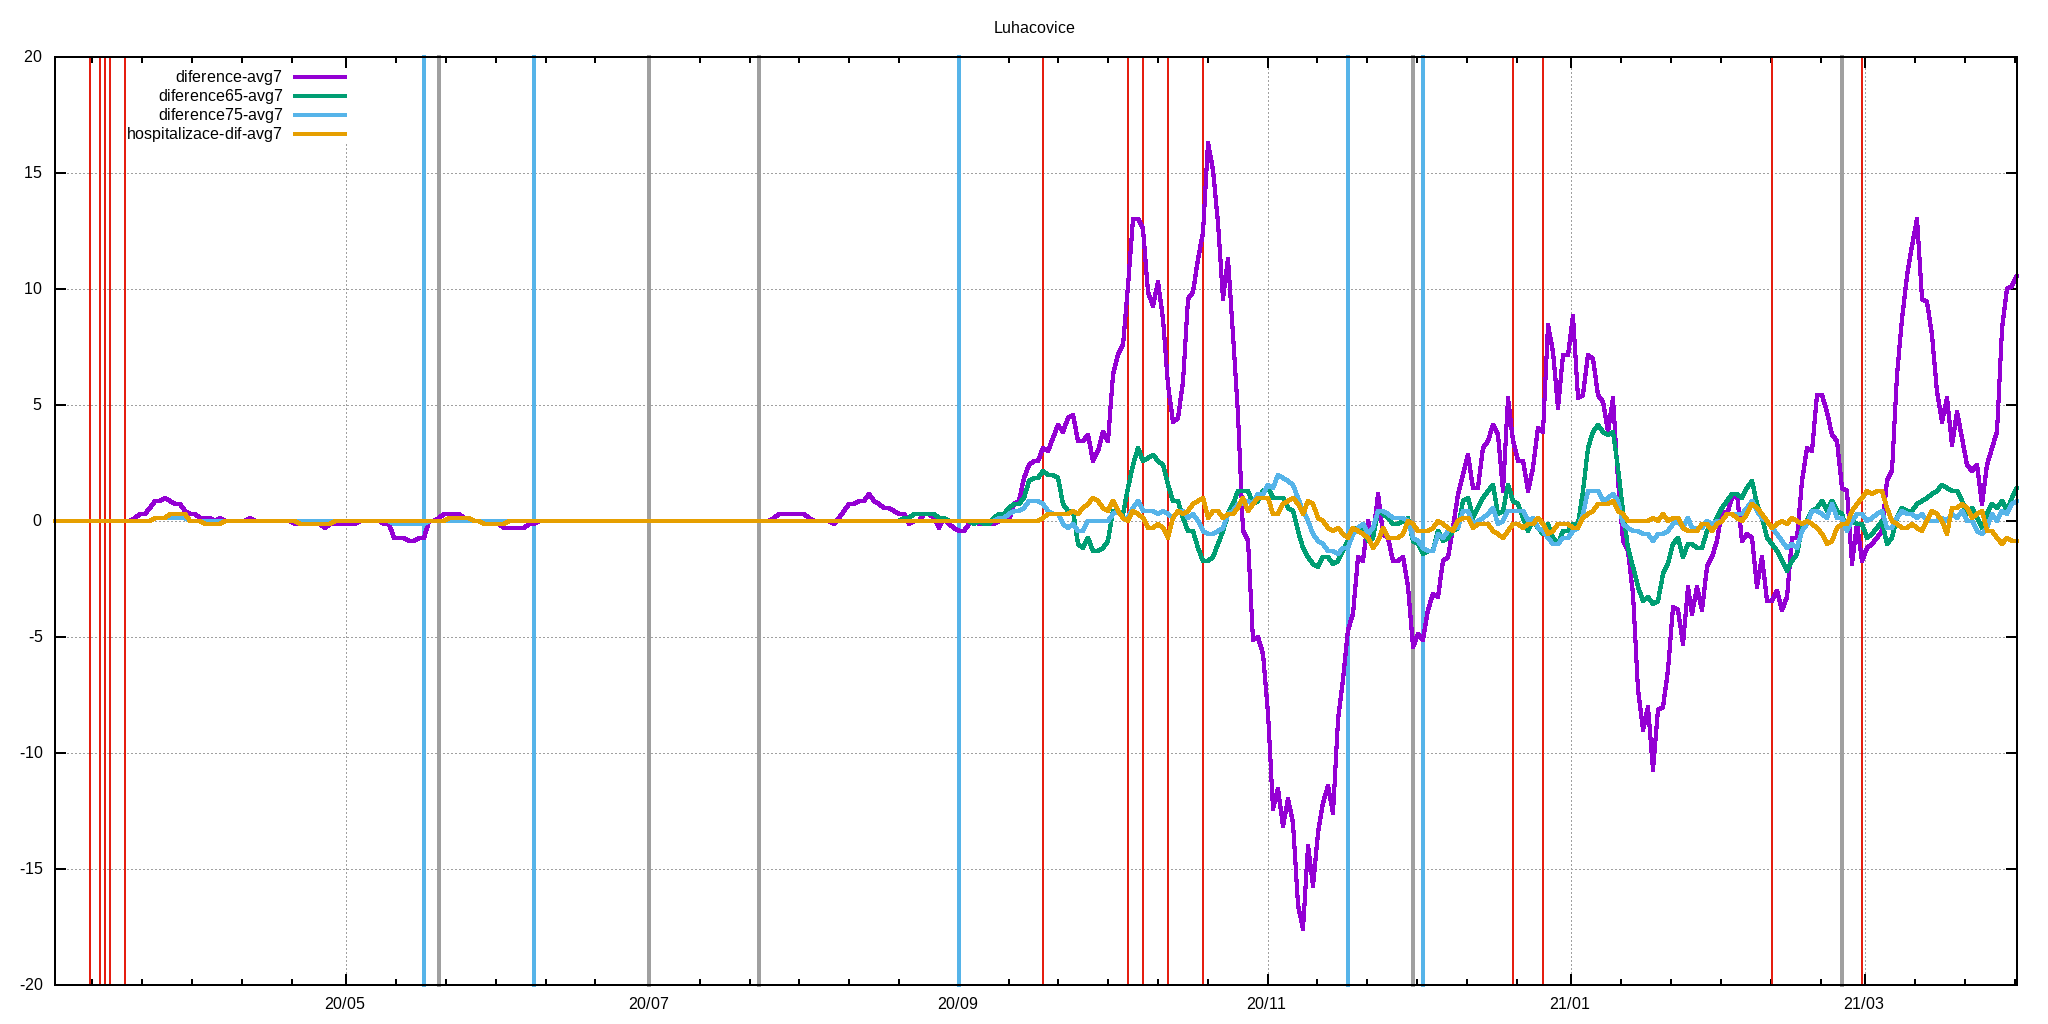 Luhacovice
20
diference-avg7
diference65-avg7
diference75-avg7
hospitalizace-dif-avg7
15
10
5
0
-5
-10
-15
-20
20/05 20/07 20/09 20/11 21/01 21/03